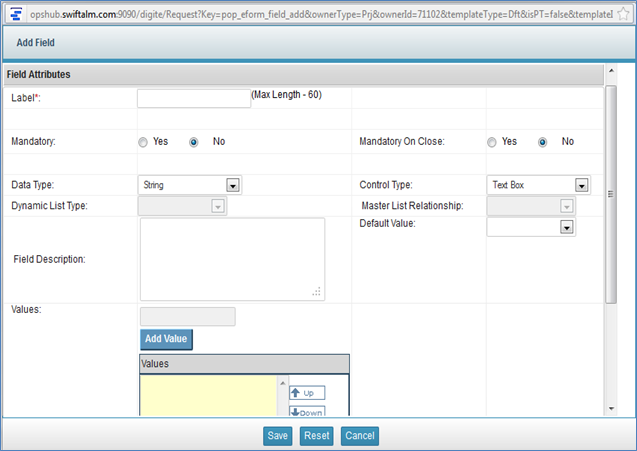 opshub.swiftalm.com:9090/digite/Request?Key=pop_eform_field_add&ownerType=Prj&ownerId=71102&templateType=Dft&isPT=false&templateI
Add Field
Field Attributes
Label*: (Max Length - 60)
Mandatory: Yes No Mandatory On Close: Yes No
Data Type: String Control Type: Text Box
Dynamic List Type: Master List Relationship:
Default Value:
Field Description:
Values:
Add Value
Values
Up
Down
Save Reset Cancel